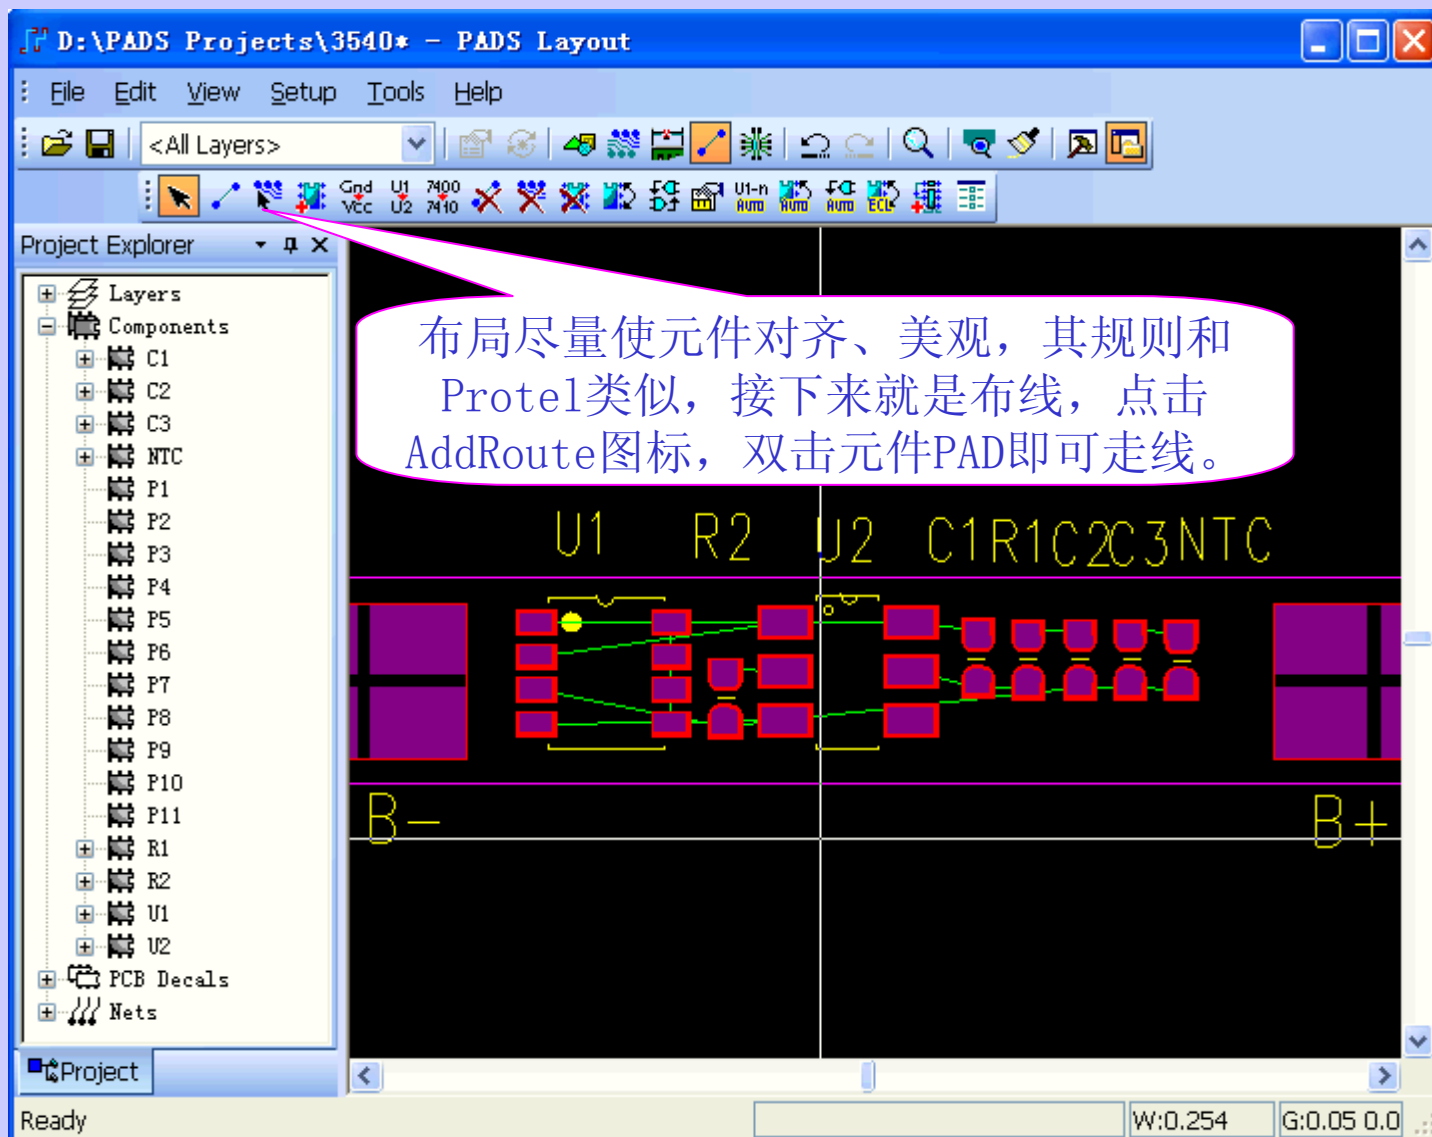 D:\PADS Projects\3540* - PADS Layout
File Edit View Setup Tools Help
<All Layers>
Gnd Vcc U1 U2 7400 7410 U1-n AUTO AUTO AUTO ECL
Project Explorer
Layers
Components
C1
C2
C3
NTC
P1
P2
P3
P4
P5
P6
P7
P8
P9
P10
P11
R1
R2
U1
U2
PCB Decals
Nets
Project
布局尽量使元件对齐、美观，其规则和
Protel类似，接下来就是布线，点击
AddRoute图标，双击元件PAD即可走线。
U1 R2 U2 C1 R1 C2 C3 NTC
B- B+
Ready W:0.254 G:0.05 0.0